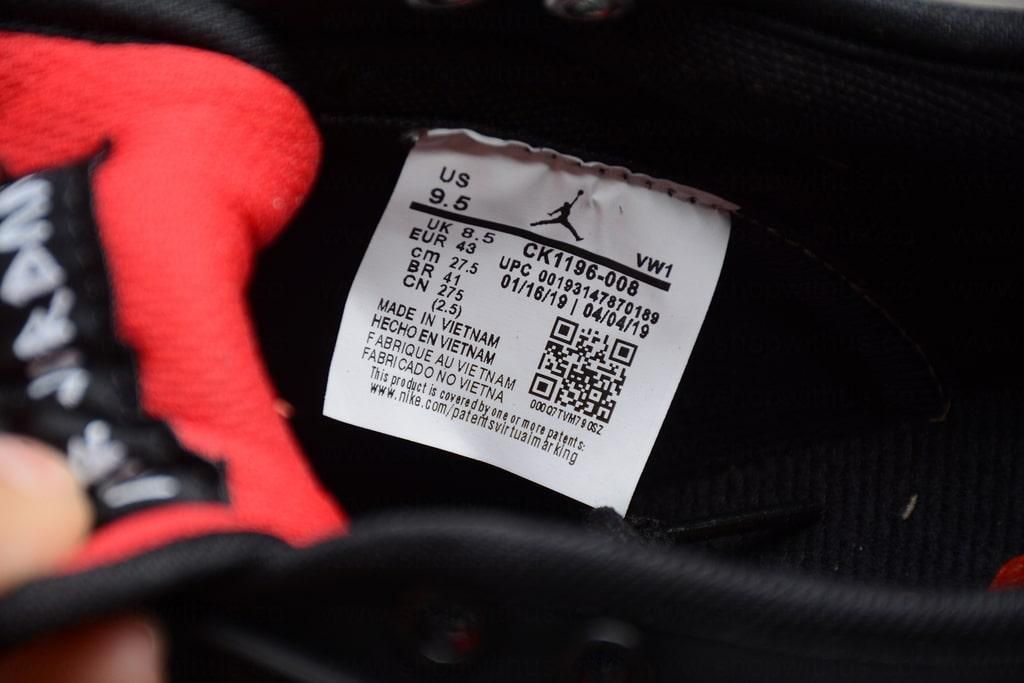 US
9.5
UK 8.5
EUR 43
cm 27.5
BR 41
CN 275
(2.5)
VW1
CK1196-008
UPC 00193147870189
01/16/19 | 04/04/19
MADE IN VIETNAM
HECHO EN VIETNAM
FABRIQUE AU VIETNAM
FABRICADO NO VIETNA
This product is covered by one or more patents:
www.nike.com/patentsvirtualmarking
000Q7TVM790SZ